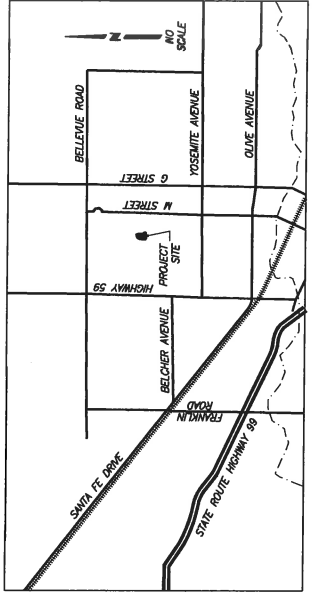 NO
SCALE
N
BELLEVUE ROAD
YOSEMITE AVENUE
OLIVE AVENUE
G STREET
M STREET
PROJECT
SITE
HIGHWAY 59
BELCHER AVENUE
FRANKLIN
ROAD
SANTA FE DRIVE
STATE ROUTE HIGHWAY 99